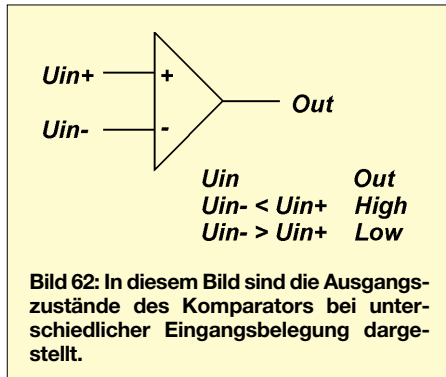 Uin+ + Out
Uin- -
Uin Out
Uin- < Uin+ High
Uin- > Uin+ Low
Bild 62: In diesem Bild sind die Ausgangs-
zustände des Komparators bei unter-
schiedlicher Eingangsbelegung darge-
stellt.